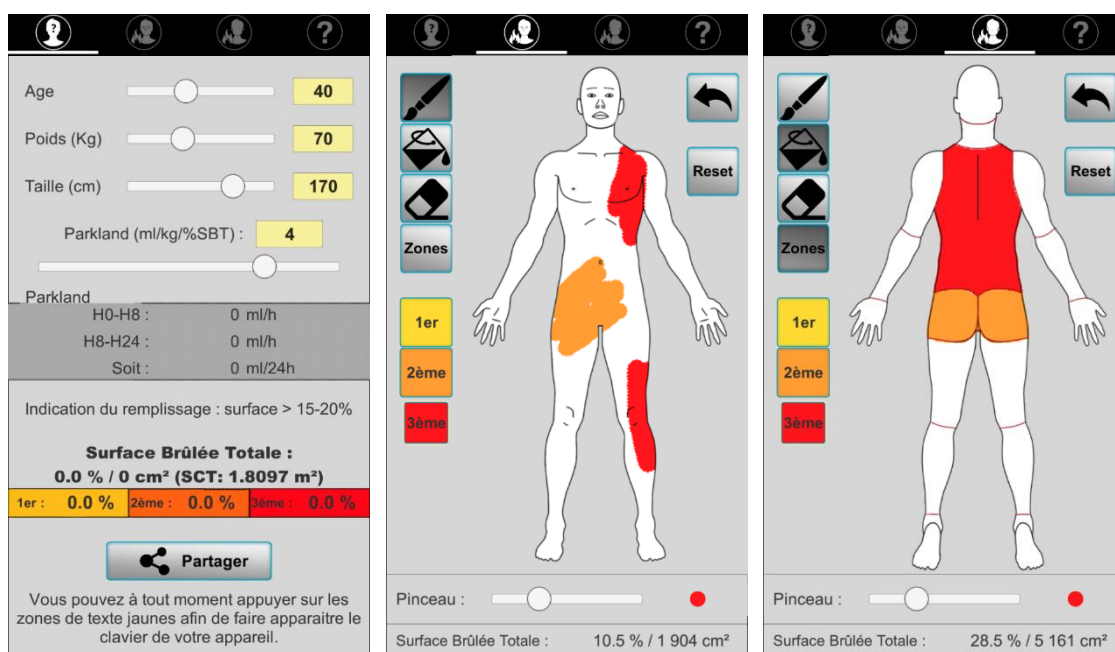 ?
?
Age 40
Poids (Kg) 70
Taille (cm) 170
Parkland (ml/kg/%SBT) : 4
Parkland
H0-H8 : 0 ml/h
H8-H24 : 0 ml/h
Soit : 0 ml/24h
Indication du remplissage : surface > 15-20%
Surface Brûlée Totale :
0.0 % / 0 cm² (SCT: 1.8097 m²)
1er : 0.0 % 2ème : 0.0 % 3ème : 0.0 %
Partager
Vous pouvez à tout moment appuyer sur les
zones de texte jaunes afin de faire apparaitre le
clavier de votre appareil.
?
?
Reset
Zones
1er
2ème
3ème
Pinceau :
Surface Brûlée Totale : 10.5 % / 1 904 cm²
?
?
Reset
Zones
1er
2ème
3ème
Pinceau :
Surface Brûlée Totale : 28.5 % / 5 161 cm²